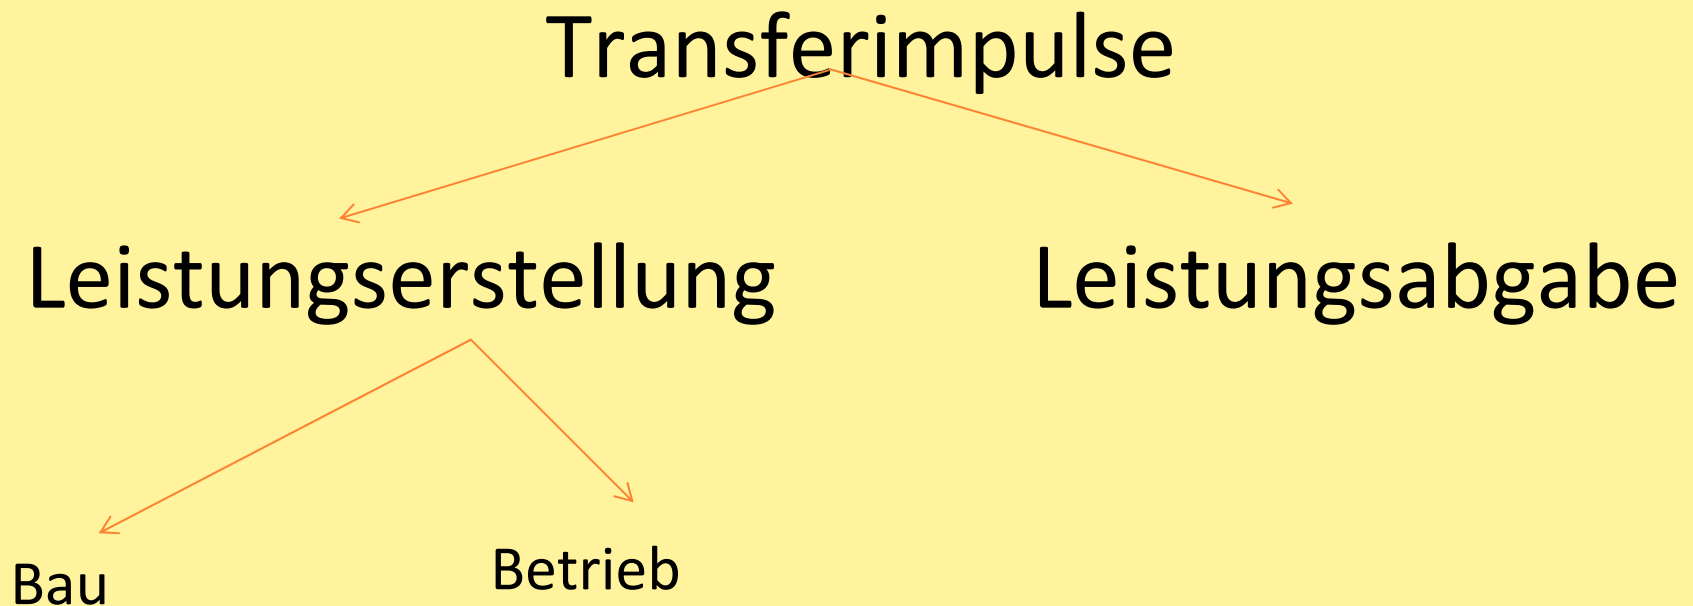 Transferimpulse
Leistungserstellung Leistungsabgabe
Betrieb
Bau